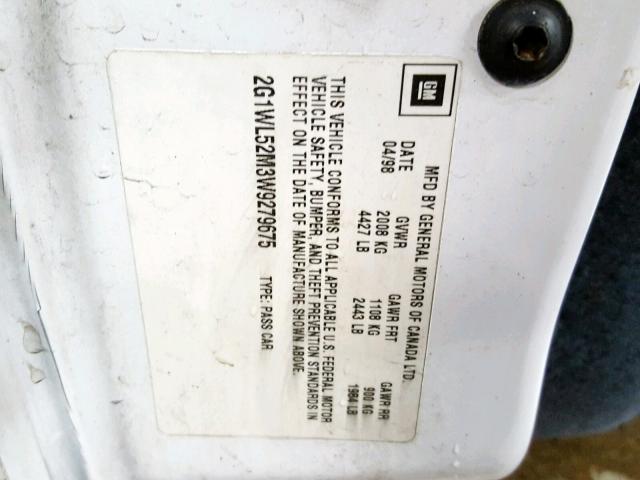 GM
MFD BY GENERAL MOTORS OF CANADA LTD.
DATE GVWR GAWR FRT GAWR RR
04/98 2008 KG 1108 KG 900 KG
4427 LB 2443 LB 1984 LB
THIS VEHICLE CONFORMS TO ALL APPLICABLE U.S. FEDERAL MOTOR
VEHICLE SAFETY, BUMPER, AND THEFT PREVENTION STANDARDS IN
EFFECT ON THE DATE OF MANUFACTURE SHOWN ABOVE.
2G1WL52M3W9279675 TYPE: PASS CAR